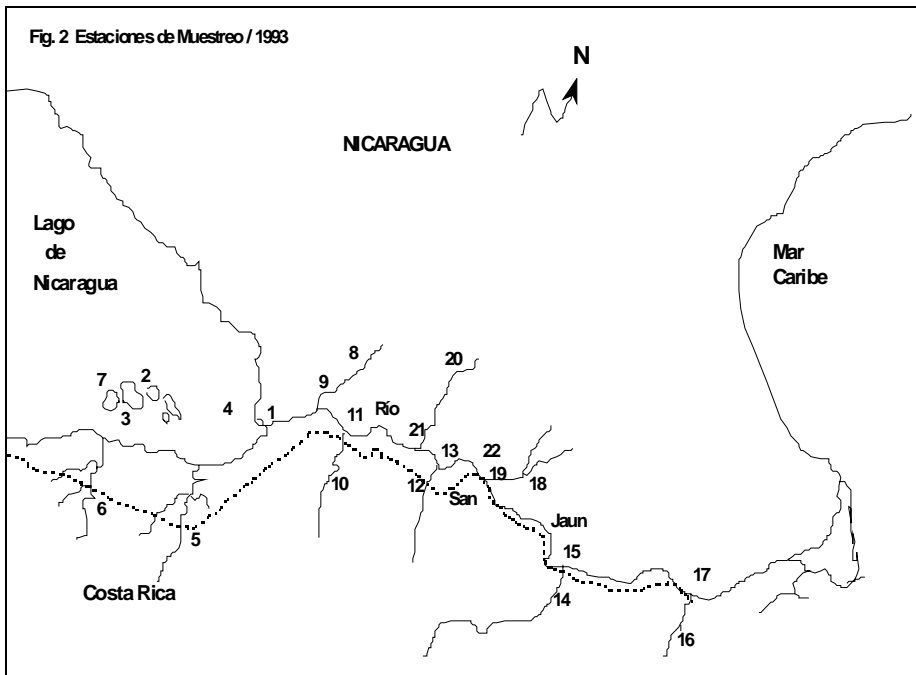 Fig. 2 Estaciones de Muestreo / 1993
N
NICARAGUA
Lago
de
Nicaragua
Mar
Caribe
8
20
7
2
9
3
4
1
11
Río
21
13
22
10
12
19
18
San
6
5
Jaun
15
Costa Rica
14
17
16